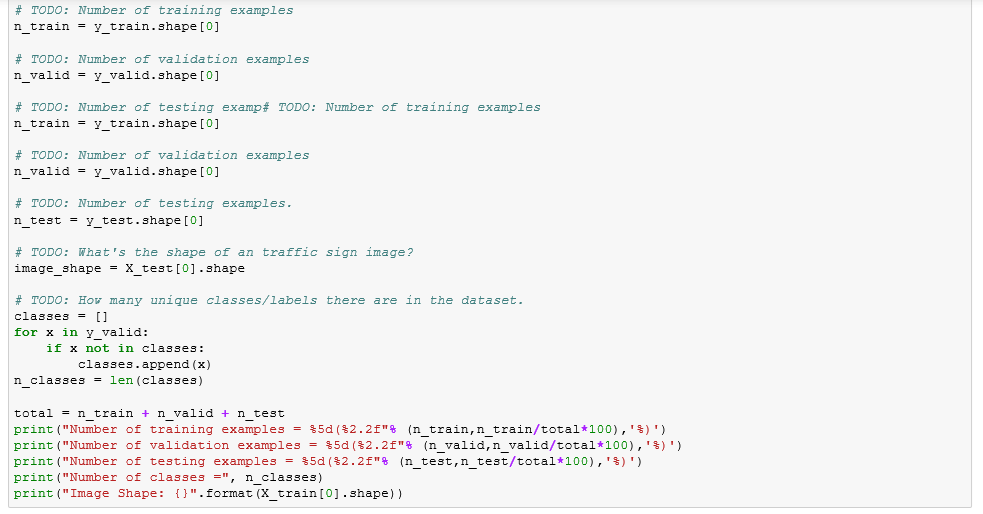 # TODO: Number of training examples
n_train = y_train.shape[0]
# TODO: Number of validation examples
n_valid = y_valid.shape[0]
# TODO: Number of testing examp# TODO: Number of training examples
n_train = y_train.shape[0]
# TODO: Number of validation examples
n_valid = y_valid.shape[0]
# TODO: Number of testing examples.
n_test = y_test.shape[0]
# TODO: What's the shape of an traffic sign image?
image_shape = X_test[0].shape
# TODO: How many unique classes/labels there are in the dataset.
classes = []
for x in y_valid:
    if x not in classes:
        classes.append(x)
n_classes = len(classes)
total = n_train + n_valid + n_test
print("Number of training examples = %5d(%2.2f"% (n_train,n_train/total*100),'%)')
print("Number of validation examples = %5d(%2.2f"% (n_valid,n_valid/total*100),'%)')
print("Number of testing examples = %5d(%2.2f"% (n_test,n_test/total*100),'%)')
print("Number of classes =", n_classes)
print("Image Shape: {}".format(X_train[0].shape))